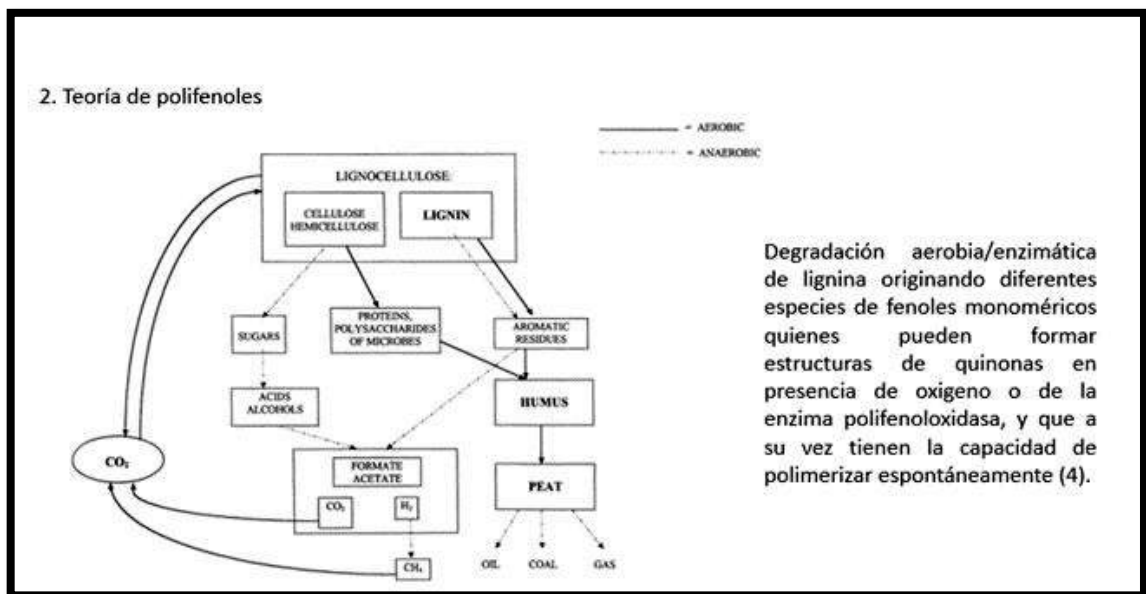 2. Teoría de polifenoles
= AEROBIC
= ANAEROBIC
LIGNOCELLULOSE:
CELLULOSE
HEMICELLULOSE
LIGNIN
SUGARS
PROTEINS,
POLYSACCHARIDES
OF MICROBES
AROMATIC
RESIDUES
ACIDS
ALCOHOLS
HUMUS
CO₂
FORMATE
ACETATE
CO₂
H₂
PEAT
CH₄
OIL
COAL
GAS
Degradación aerobia/enzimática
de lignina originando diferentes
especies de fenoles monoméricos
quienes pueden formar
estructuras de quinonas en
presencia de oxigeno o de la
enzima polifenoloxidasa, y que a
su vez tienen la capacidad de
polimerizar espontáneamente (4).